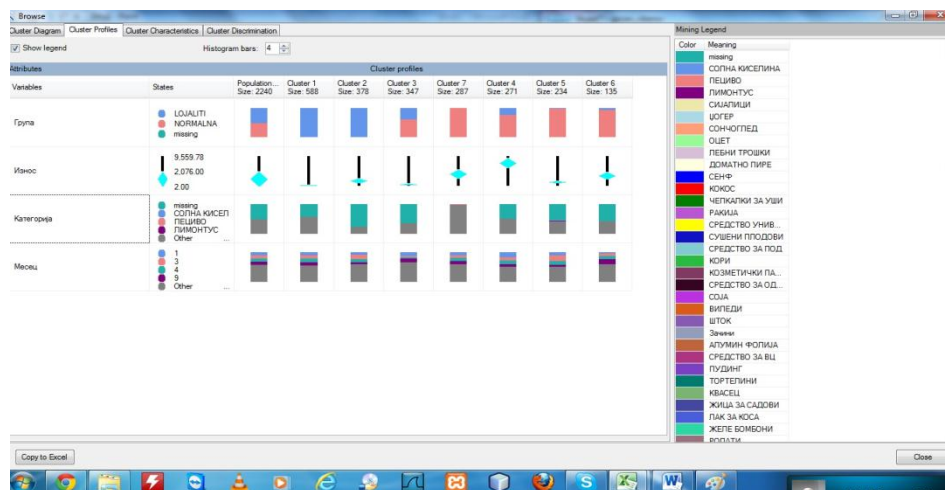 Browse
Cluster Diagram Cluster Profiles Cluster Characteristics Cluster Discrimination
Show legend
Histogram bars: 4
Attributes Cluster profiles
Variables States Population... Size: 2240 Cluster 1 Size: 588 Cluster 2 Size: 378 Cluster 3 Size: 347 Cluster 7 Size: 287 Cluster 4 Size: 271 Cluster 5 Size: 234 Cluster 6 Size: 135
Група
LOJALITI
NORMALNA
missing
Износ
9.559.78
2.076.00
2.00
Категорија
missing
СОЛНА КИСЕЛ
ПЕЦИВО
ЛИМОНТУС
Other ...
Месец
1
3
4
9
Other ...
Mining Legend
Color Meaning
missing
СОЛНА КИСЕЛИНА
ПЕЦИВО
ЛИМОНТУС
СИЈАЛИЦИ
ЏОГЕР
СОНЧОГЛЕД
ОЦЕТ
ЛЕБНИ ТРОШКИ
ДОМАТНО ПИРЕ
СЕНФ
КОКОС
ЧЕПКАЛКИ ЗА УШИ
РАКИЈА
СРЕДСТВО УНИВ...
СУШЕНИ ПЛОДОВИ
СРЕДСТВО ЗА ПОД
КОРИ
КОЗМЕТИЧКИ ПА...
СРЕДСТВО ЗА ОД...
СОЈА
ВИЛЕДИ
ШТОК
Зачини
АЛУМИН ФОЛИЈА
СРЕДСТВО ЗА ВЦ
ПУДИНГ
ТОРТЕЛИНИ
КВАСЕЦ
ЖИЦА ЗА САДОВИ
ЛАК ЗА КОСА
ЖЕЛЕ БОМБОНИ
Copy to Excel
Close